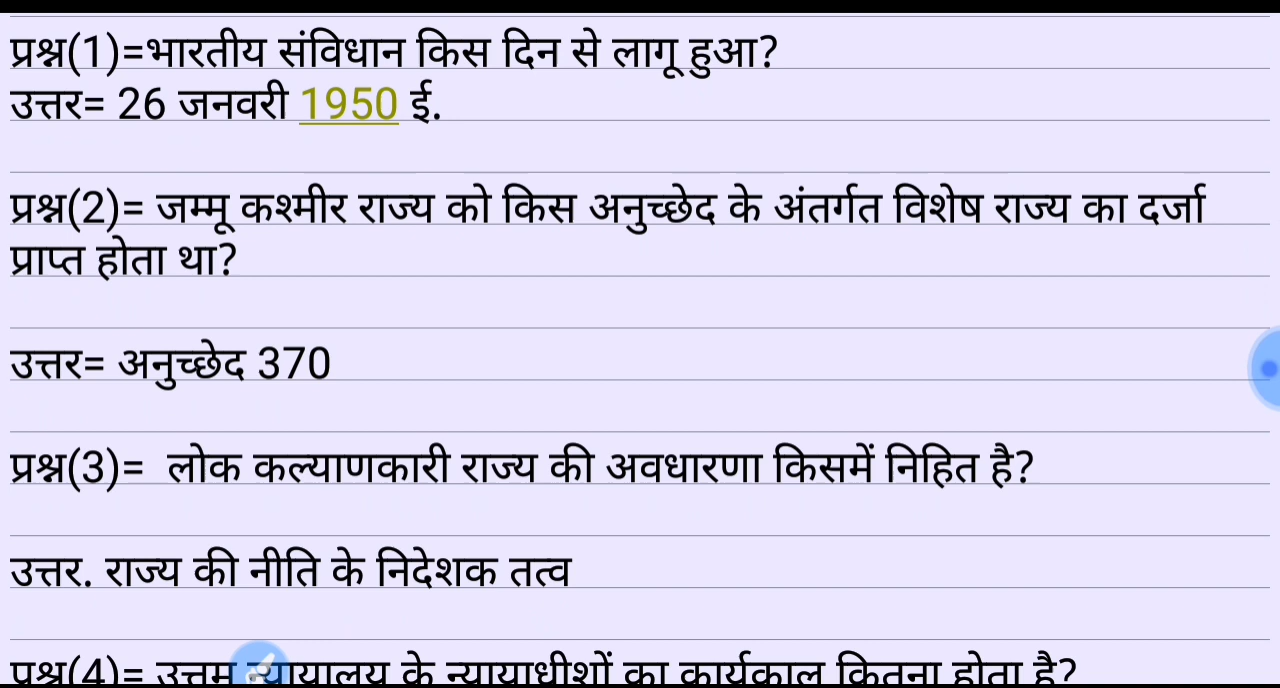 प्रश्न(1)=भारतीय संविधान किस दिन से लागू हुआ?
उत्तर= 26 जनवरी 1950 ई.
प्रश्न(2)= जम्मू कश्मीर राज्य को किस अनुच्छेद के अंतर्गत विशेष राज्य का दर्जा
प्राप्त होता था?
उत्तर= अनुच्छेद 370
प्रश्न(3)= लोक कल्याणकारी राज्य की अवधारणा किसमें निहित है?
उत्तर. राज्य की नीति के निदेशक तत्व
प्रश्न(4)= उत्तम न्यायालय के न्यायाधीशों का कार्यकाल कितना होता है?